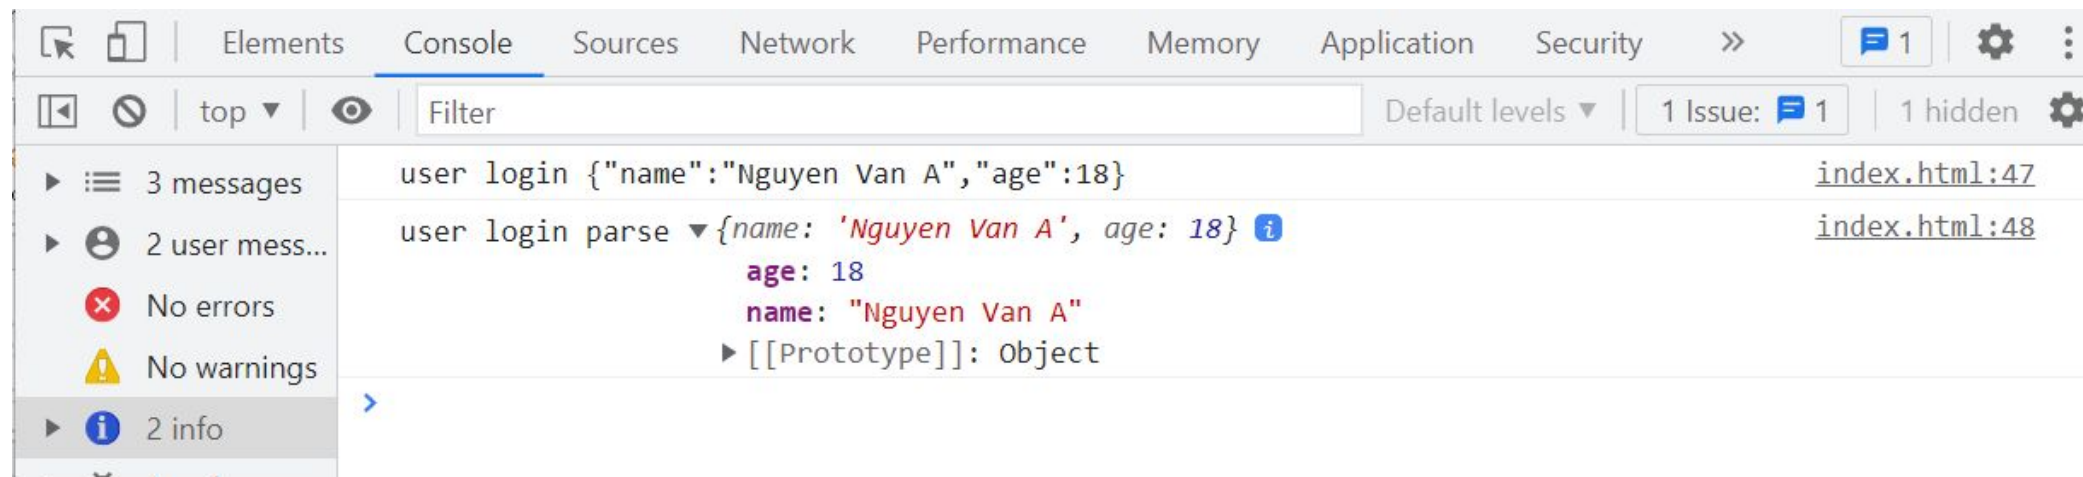 Elements Console Sources Network Performance Memory Application Security » 1
top ▼ Filter Default levels ▼ 1 Issue: 1 1 hidden
3 messages
2 user mess...
No errors
No warnings
2 info
user login {"name":"Nguyen Van A","age":18} index.html:47
user login parse ▼{name: 'Nguyen Van A', age: 18} i index.html:48
age: 18
name: "Nguyen Van A"
▶[[Prototype]]: Object
>